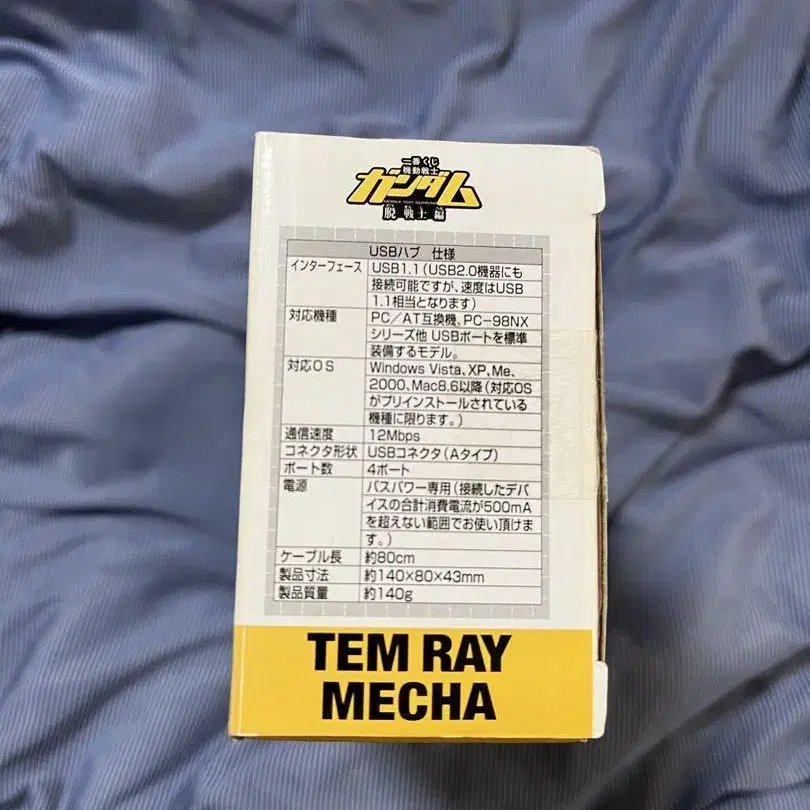 一番くじ
機動戦士
ガンダム
MOBILE SUIT GUNDAM
脱戦士編
USBハブ 仕様
インターフェース USB1.1(USB2.0機器にも
接続可能ですが、速度はUSB
1.1相当となります)
対応機種 PC/AT互換機、PC-98NX
シリーズ他 USBポートを標準
装備するモデル。
対応OS Windows Vista、XP、Me、
2000、Mac8.6以降(対応OS
がプリインストールされている
機種に限ります。)
通信速度 12Mbps
コネクタ形状 USBコネクタ(Aタイプ)
ポート数 4ポート
電源 バスパワー専用(接続したデバ
イスの合計消費電流が500mA
を超えない範囲でお使い頂けま
す。)
ケーブル長 約80cm
製品寸法 約140×80×43mm
製品質量 約140g
TEM RAY
MECHA